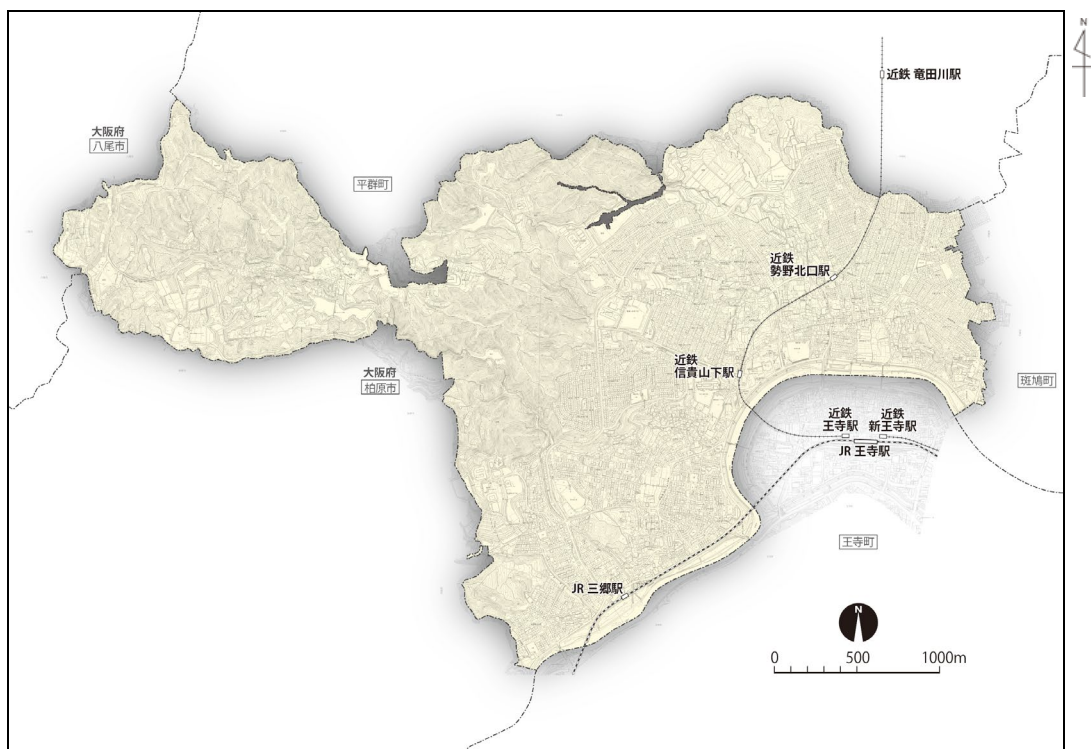 N
近鉄 竜田川駅
大阪府
八尾市
平群町
近鉄
勢野北口駅
近鉄
信貴山下駅
大阪府
柏原市
斑鳩町
近鉄
王寺駅
近鉄
新王寺駅
JR 王寺駅
王寺町
JR 三郷駅
N
0 500 1000m